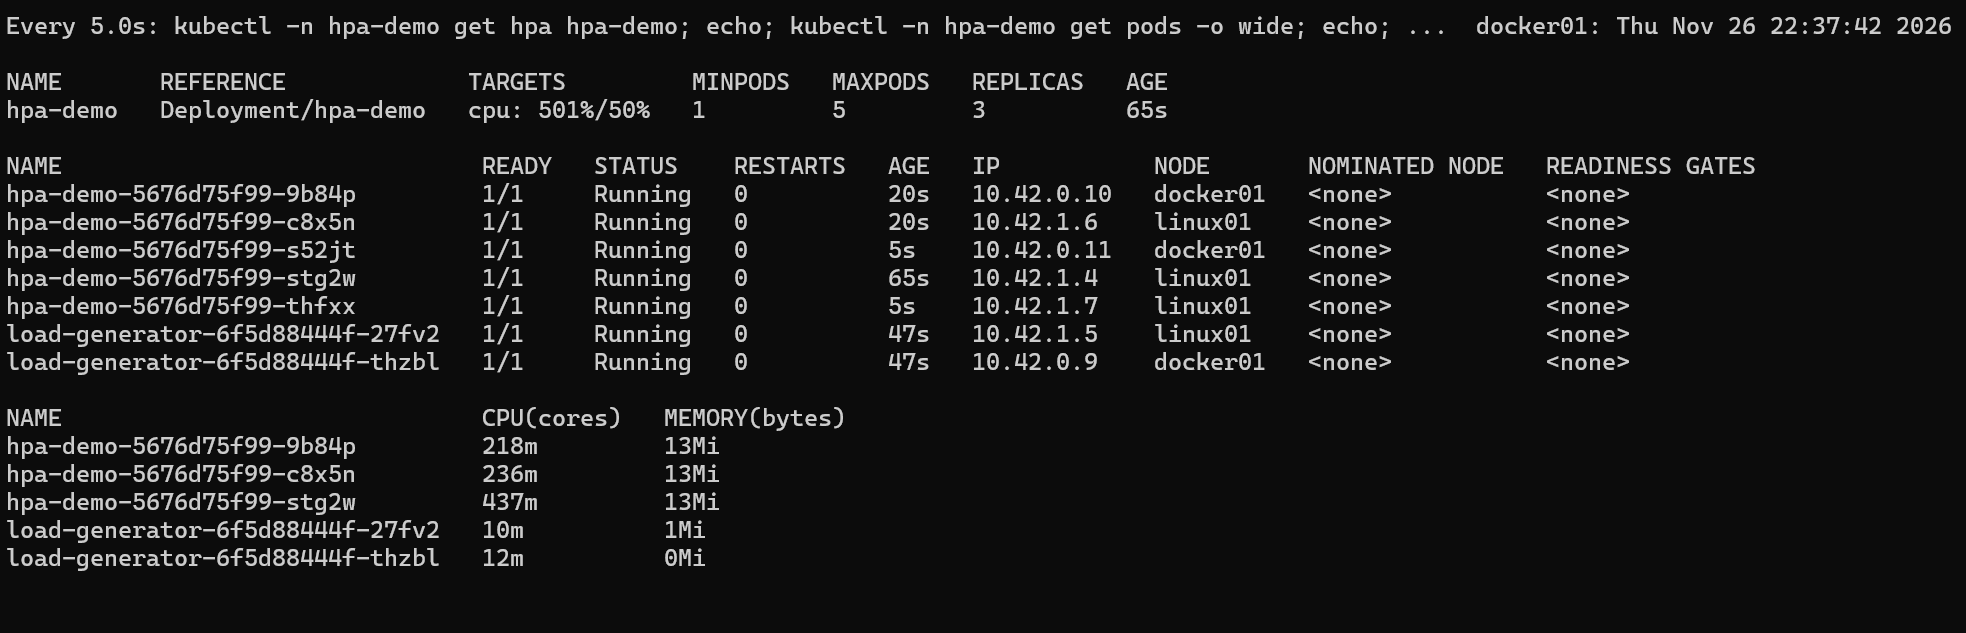 Every 5.0s: kubectl -n hpa-demo get hpa hpa-demo; echo; kubectl -n hpa-demo get pods -o wide; echo; ...  docker01: Thu Nov 26 22:37:42 2026

NAME       REFERENCE             TARGETS         MINPODS   MAXPODS   REPLICAS   AGE
hpa-demo   Deployment/hpa-demo   cpu: 501%/50%   1         5         3          65s

NAME                              READY   STATUS    RESTARTS   AGE   IP           NODE       NOMINATED NODE   READINESS GATES
hpa-demo-5676d75f99-9b84p         1/1     Running   0          20s   10.42.0.10   docker01   <none>           <none>
hpa-demo-5676d75f99-c8x5n         1/1     Running   0          20s   10.42.1.6    linux01    <none>           <none>
hpa-demo-5676d75f99-s52jt         1/1     Running   0          5s    10.42.0.11   docker01   <none>           <none>
hpa-demo-5676d75f99-stg2w         1/1     Running   0          65s   10.42.1.4    linux01    <none>           <none>
hpa-demo-5676d75f99-thfxx         1/1     Running   0          5s    10.42.1.7    linux01    <none>           <none>
load-generator-6f5d88444f-27fv2   1/1     Running   0          47s   10.42.1.5    linux01    <none>           <none>
load-generator-6f5d88444f-thzbl   1/1     Running   0          47s   10.42.0.9    docker01   <none>           <none>

NAME                              CPU(cores)   MEMORY(bytes)
hpa-demo-5676d75f99-9b84p         218m         13Mi
hpa-demo-5676d75f99-c8x5n         236m         13Mi
hpa-demo-5676d75f99-stg2w         437m         13Mi
load-generator-6f5d88444f-27fv2   10m          1Mi
load-generator-6f5d88444f-thzbl   12m          0Mi